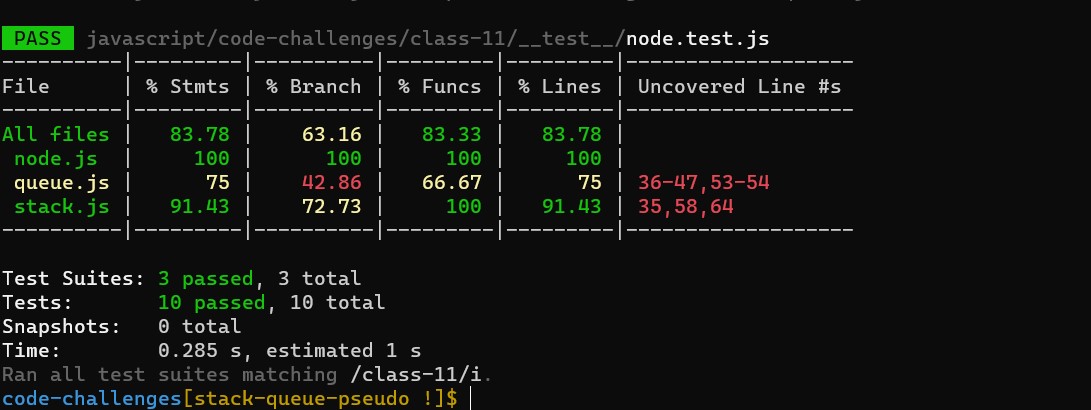 PASS javascript/code-challenges/class-11/__test__/node.test.js
----------|---------|----------|---------|---------|-------------------
File      | % Stmts | % Branch | % Funcs | % Lines | Uncovered Line #s
----------|---------|----------|---------|---------|-------------------
All files |   83.78 |    63.16 |   83.33 |   83.78 |
 node.js  |     100 |      100 |     100 |     100 |
 queue.js |      75 |    42.86 |   66.67 |      75 | 36-47,53-54
 stack.js |   91.43 |    72.73 |     100 |   91.43 | 35,58,64
----------|---------|----------|---------|---------|-------------------
Test Suites: 3 passed, 3 total
Tests:       10 passed, 10 total
Snapshots:   0 total
Time:        0.285 s, estimated 1 s
Ran all test suites matching /class-11/i.
code-challenges[stack-queue-pseudo !]$